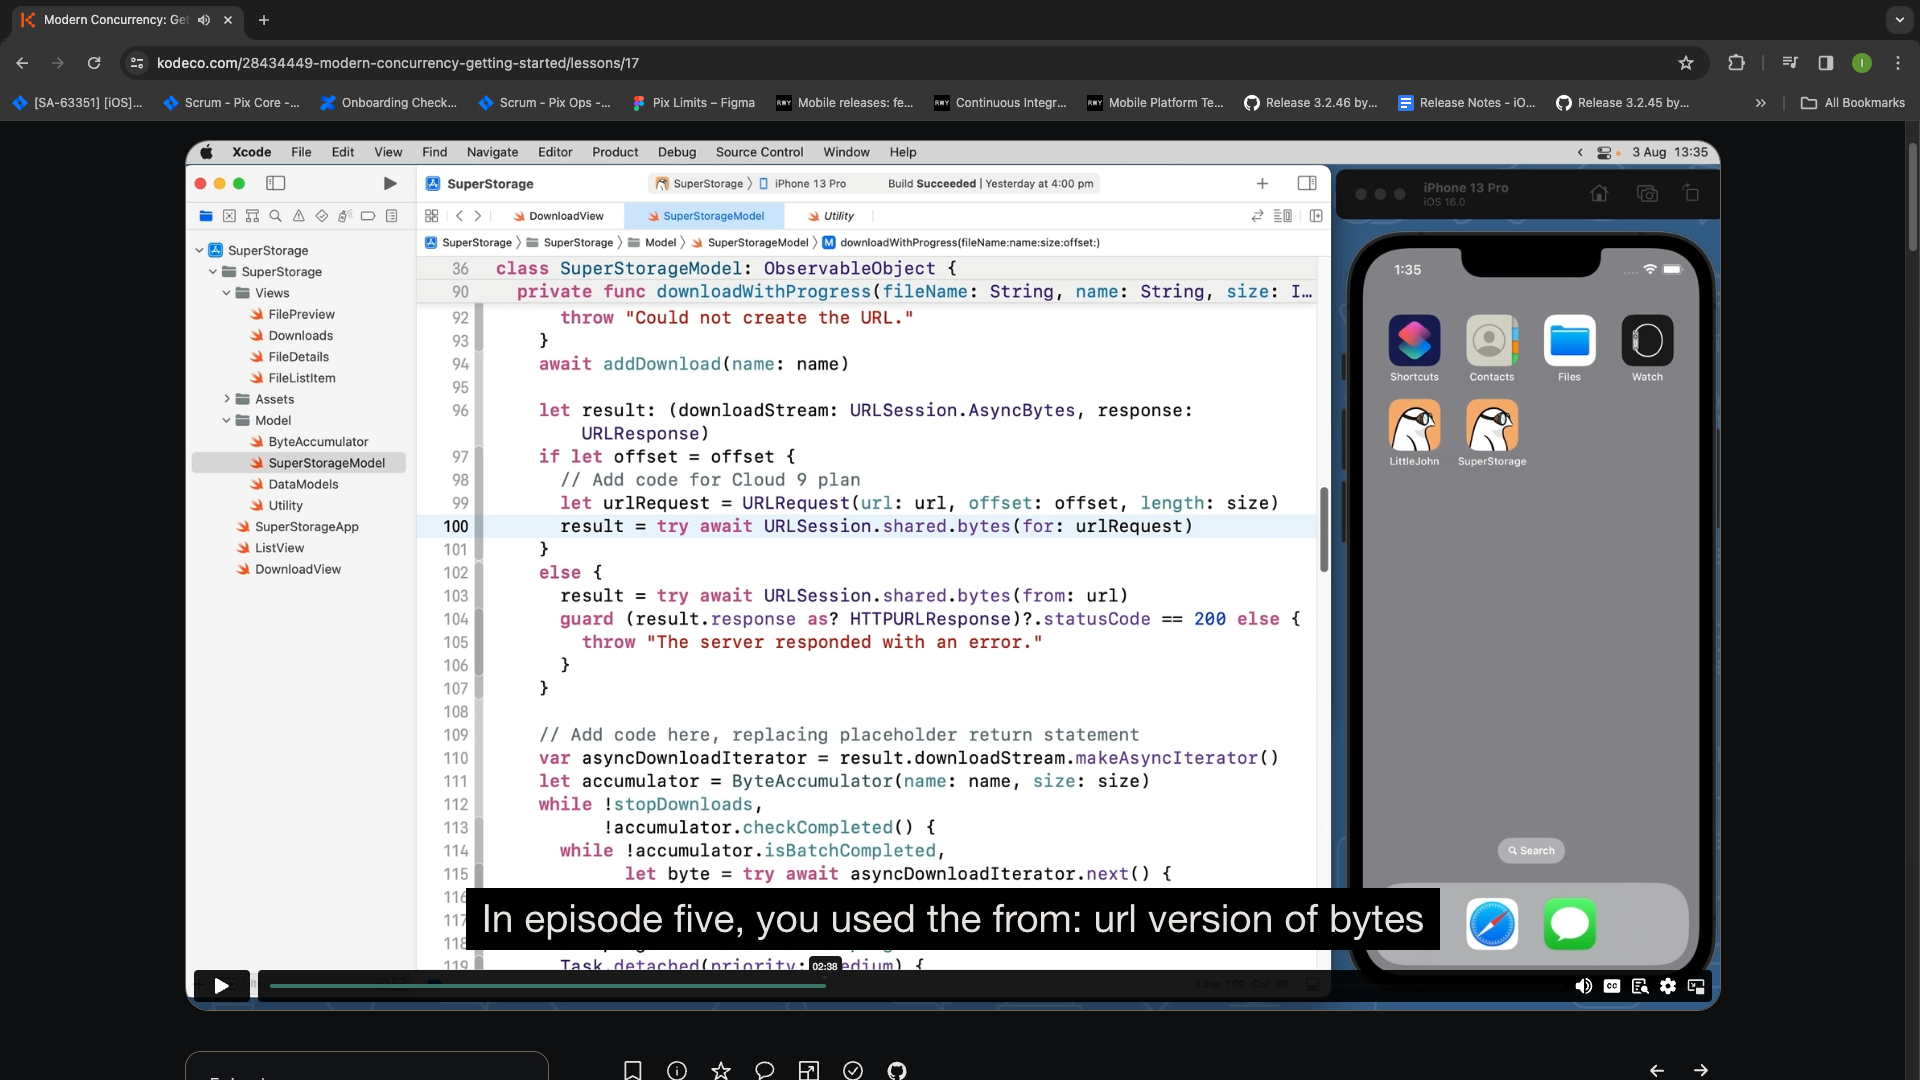 Modern Concurrency: Get
kodeco.com/28434449-modern-concurrency-getting-started/lessons/17
I
[SA-63351] [iOS]...
Scrum - Pix Core -...
Onboarding Check...
Scrum - Pix Ops -...
Pix Limits – Figma
Mobile releases: fe...
Continuous Integr...
Mobile Platform Te...
Release 3.2.46 by...
Release Notes - iO...
Release 3.2.45 by...
All Bookmarks
Xcode File Edit View Find Navigate Editor Product Debug Source Control Window Help
3 Aug 13:35
SuperStorage
SuperStorage
iPhone 13 Pro
Build Succeeded | Yesterday at 4:00 pm
DownloadView
SuperStorageModel
Utility
SuperStorage
SuperStorage
Model
SuperStorageModel
M
downloadWithProgress(fileName:name:size:offset:)
SuperStorage
SuperStorage
Views
FilePreview
Downloads
FileDetails
FileListItem
Assets
Model
ByteAccumulator
SuperStorageModel
DataModels
Utility
SuperStorageApp
ListView
DownloadView
36 class SuperStorageModel: ObservableObject {
90 private func downloadWithProgress(fileName: String, name: String, size: I...
92 throw "Could not create the URL."
93 }
94 await addDownload(name: name)
95
96 let result: (downloadStream: URLSession.AsyncBytes, response:
URLResponse)
97 if let offset = offset {
98 // Add code for Cloud 9 plan
99 let urlRequest = URLRequest(url: url, offset: offset, length: size)
100 result = try await URLSession.shared.bytes(for: urlRequest)
101 }
102 else {
103 result = try await URLSession.shared.bytes(from: url)
104 guard (result.response as? HTTPURLResponse)?.statusCode == 200 else {
105 throw "The server responded with an error."
106 }
107 }
108
109 // Add code here, replacing placeholder return statement
110 var asyncDownloadIterator = result.downloadStream.makeAsyncIterator()
111 let accumulator = ByteAccumulator(name: name, size: size)
112 while !stopDownloads,
113 !accumulator.checkCompleted() {
114 while !accumulator.isBatchCompleted,
115 let byte = try await asyncDownloadIterator.next() {
116
117
118
119 Task.detached(priority:
In episode five, you used the from: url version of bytes
02:38
Line: 100 Col: 66
iPhone 13 Pro
iOS 16.0
1:35
Shortcuts
Contacts
Files
Watch
LittleJohn
SuperStorage
Search
CC